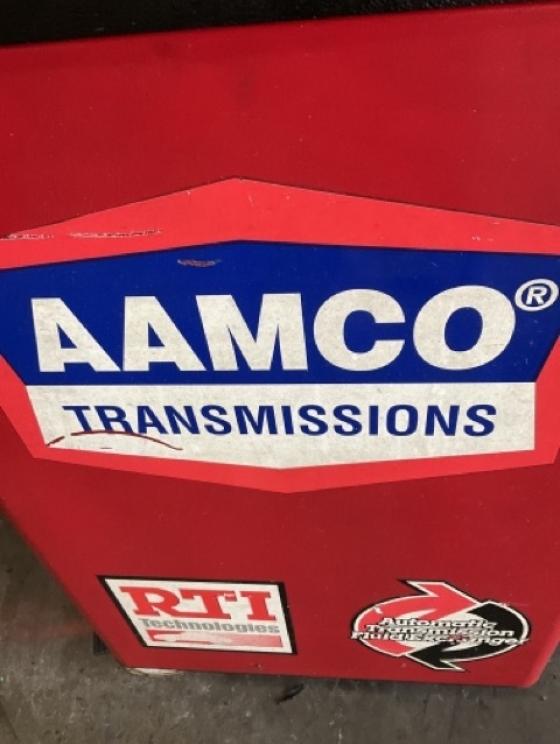 AAMCO®
TRANSMISSIONS
RTI
Technologies
Automatic
Transmission
Fluid Exchanger